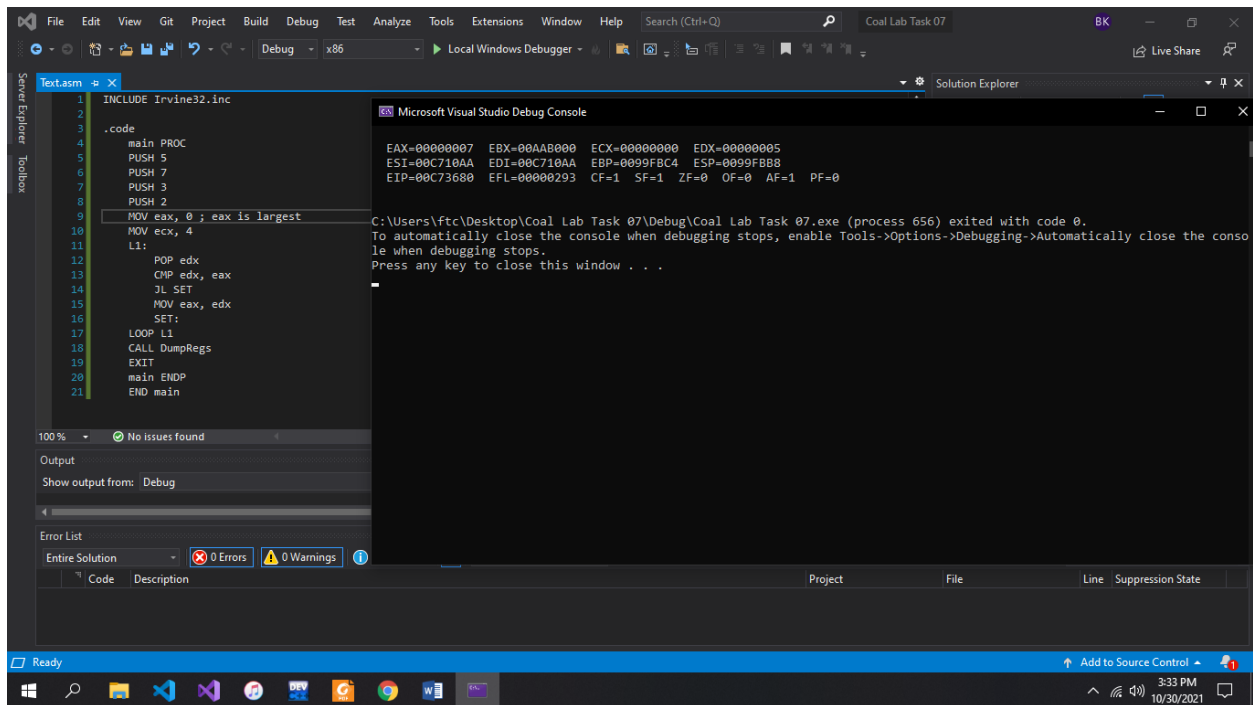 File Edit View Git Project Build Debug Test Analyze Tools Extensions Window Help Search (Ctrl+Q) Coal Lab Task 07 BK
Debug x86 Local Windows Debugger Live Share
Server Explorer
Toolbox
Text.asm
Solution Explorer
1 INCLUDE Irvine32.inc
2
3 .code
4 main PROC
5 PUSH 5
6 PUSH 7
7 PUSH 3
8 PUSH 2
9 MOV eax, 0 ; eax is largest
10 MOV ecx, 4
11 L1:
12 POP edx
13 CMP edx, eax
14 JL SET
15 MOV eax, edx
16 SET:
17 LOOP L1
18 CALL DumpRegs
19 EXIT
20 main ENDP
21 END main
Microsoft Visual Studio Debug Console
EAX=00000007 EBX=00AAB000 ECX=00000000 EDX=00000005
ESI=00C710AA EDI=00C710AA EBP=0099FBC4 ESP=0099FBB8
EIP=00C73680 EFL=00000293 CF=1 SF=1 ZF=0 OF=0 AF=1 PF=0
C:\Users\ftc\Desktop\Coal Lab Task 07\Debug\Coal Lab Task 07.exe (process 656) exited with code 0.
To automatically close the console when debugging stops, enable Tools->Options->Debugging->Automatically close the conso
le when debugging stops.
Press any key to close this window . . .
100 % No issues found
Output
Show output from: Debug
Error List
Entire Solution 0 Errors 0 Warnings
Code Description Project File Line Suppression State
Ready Add to Source Control 1
DEV
3:33 PM
10/30/2021